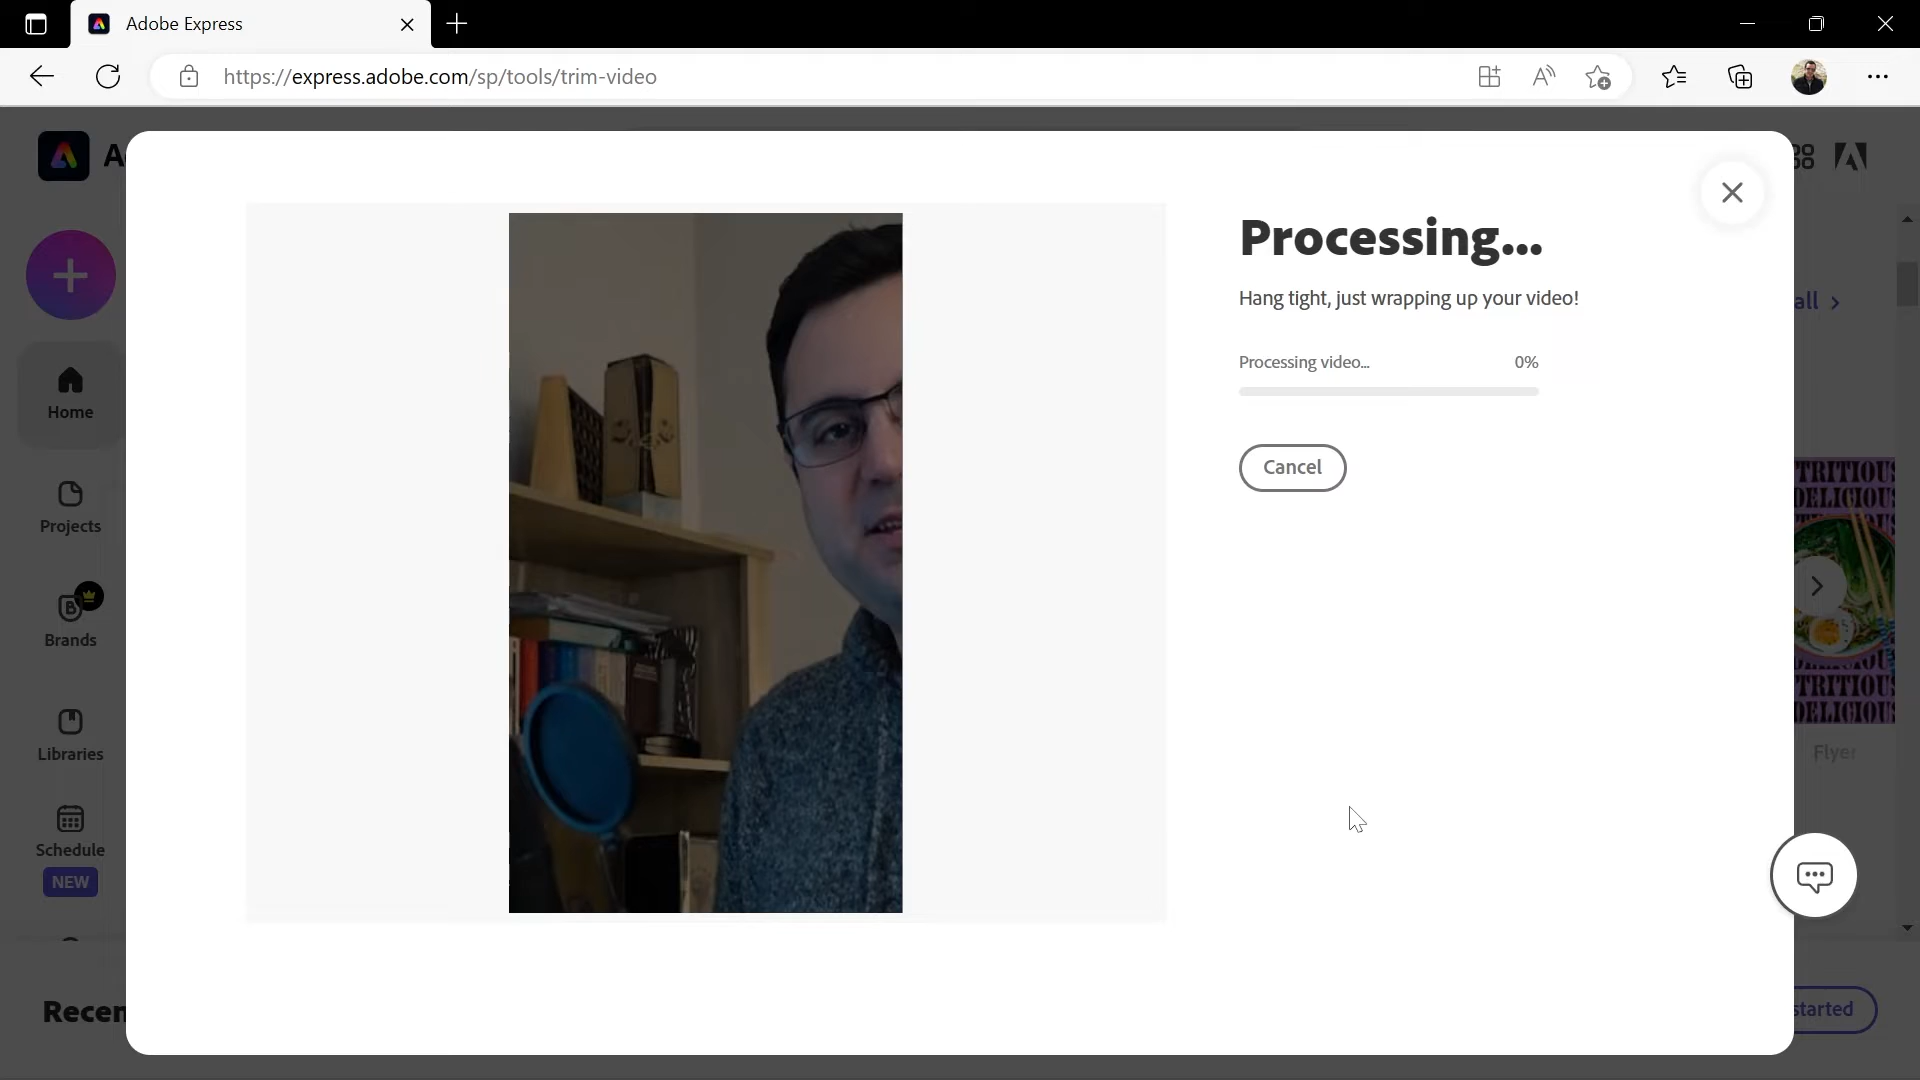 Adobe Express
https://express.adobe.com/sp/tools/trim-video
Processing...
Hang tight, just wrapping up your video!
Processing video...
0%
Cancel
Home
Projects
Brands
Libraries
Schedule
NEW
all
Flyer
Recen
started